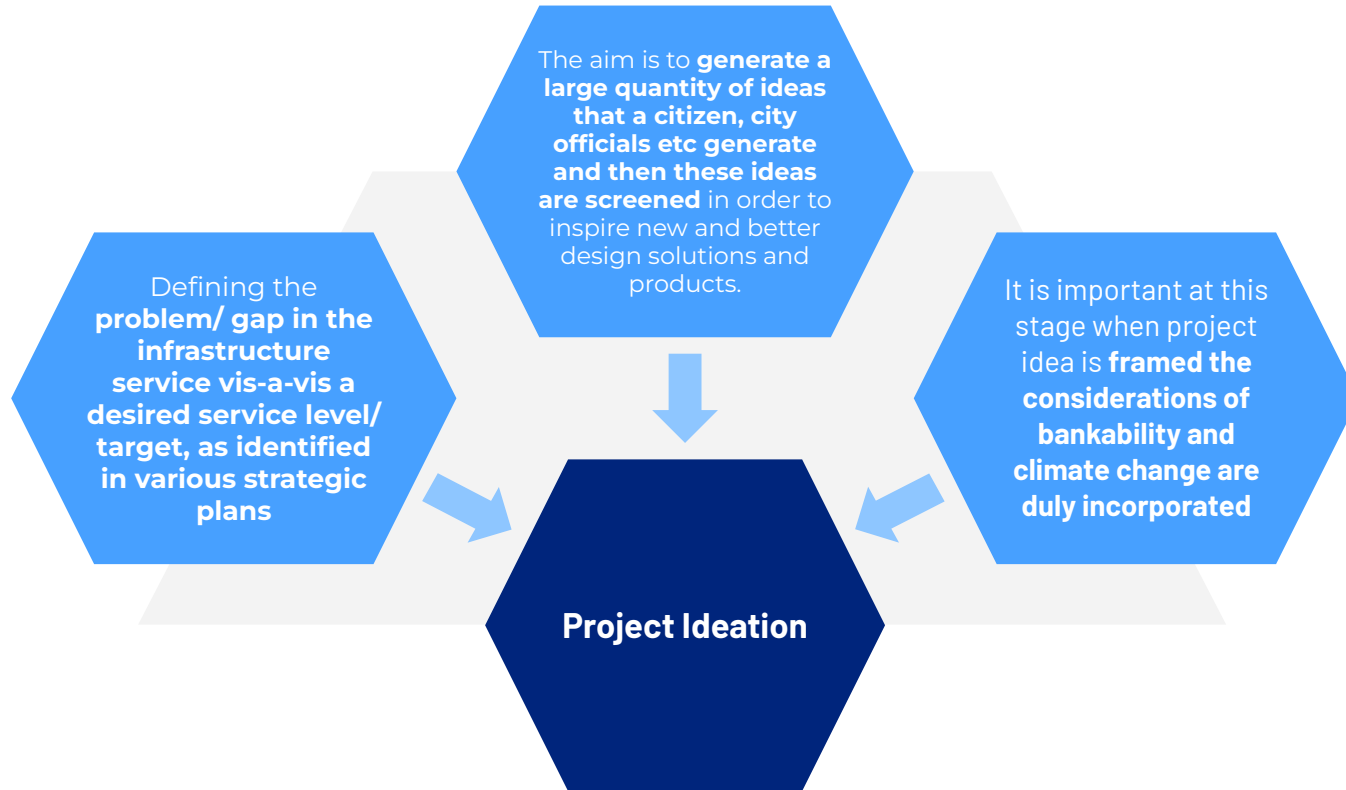 The aim is to generate a
large quantity of ideas
that a citizen, city
officials etc generate
and then these ideas
are screened in order to
inspire new and better
design solutions and
products.
Defining the
problem/ gap in the
infrastructure
service vis-a-vis a
desired service level/
target, as identified
in various strategic
plans
It is important at this
stage when project
idea is framed the
considerations of
bankability and
climate change are
duly incorporated
Project Ideation